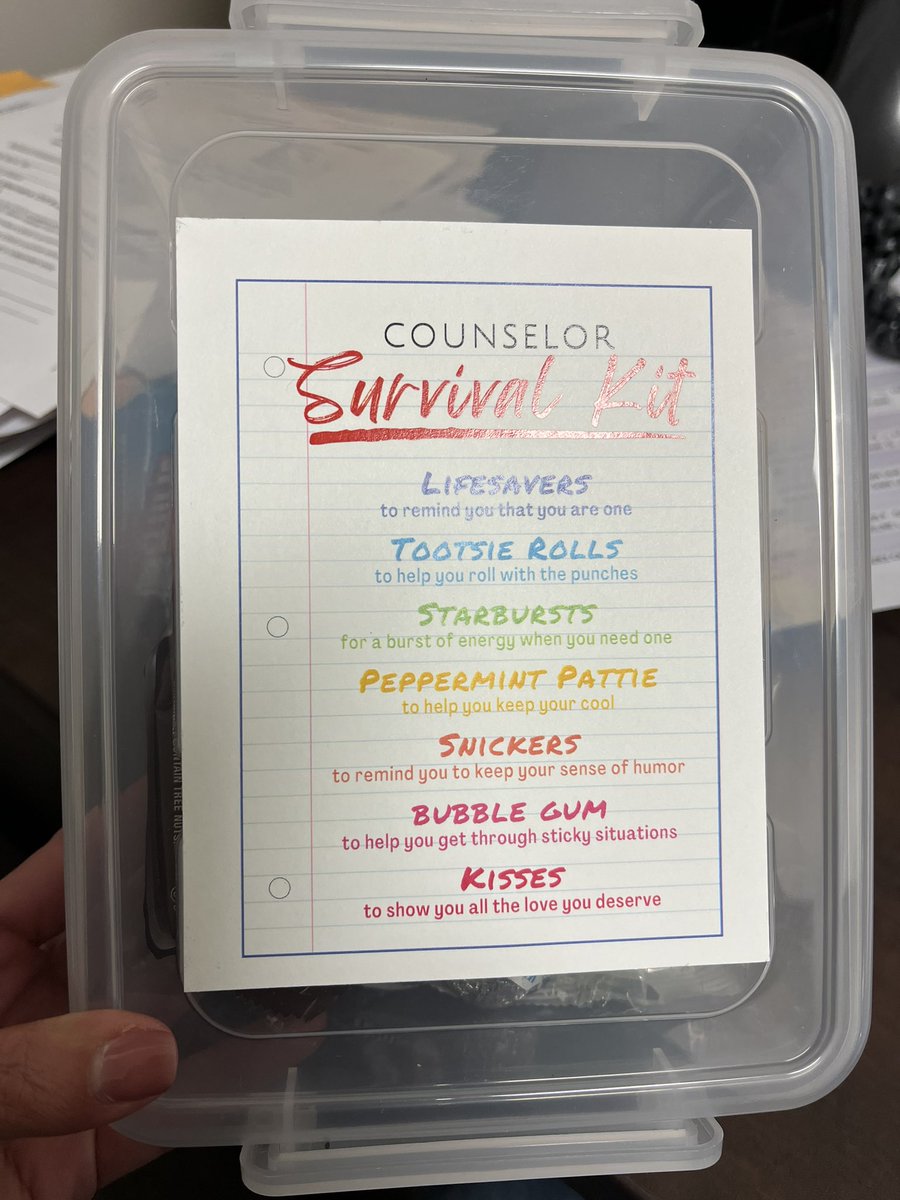 COUNSELOR
Survival Kit
LIFESAVERS
to remind you that you are one
TOOTSIE ROLLS
to help you roll with the punches
STARBURSTS
for a burst of energy when you need one
PEPPERMINT PATTIE
to help you keep your cool
SNICKERS
to remind you to keep your sense of humor
BUBBLE GUM
to help you get through sticky situations
KISSES
to show you all the love you deserve
TREE NUTS